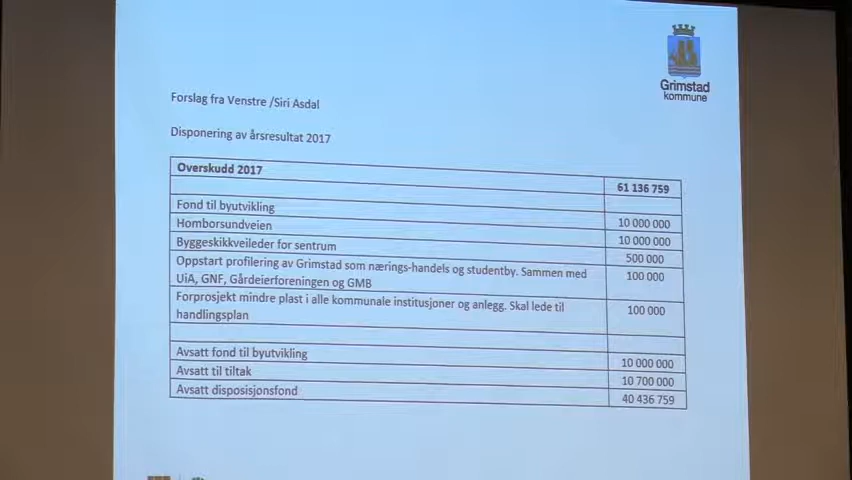 Grimstad
kommune
Forslag fra Venstre /Siri Asdal
Disponering av årsresultat 2017
Overskudd 2017 61 136 759
Fond til byutvikling 10 000 000
Homborsundveien 10 000 000
Byggeskikkveileder for sentrum 500 000
Oppstart profilering av Grimstad som nærings-handels og studentby. Sammen med 100 000
UiA, GNF, Gårdeierforeningen og GMB
Forprosjekt mindre plast i alle kommunale institusjoner og anlegg. Skal lede til 100 000
handlingsplan
Avsatt fond til byutvikling 10 000 000
Avsatt til tiltak 10 700 000
Avsatt disposisjonsfond 40 436 759